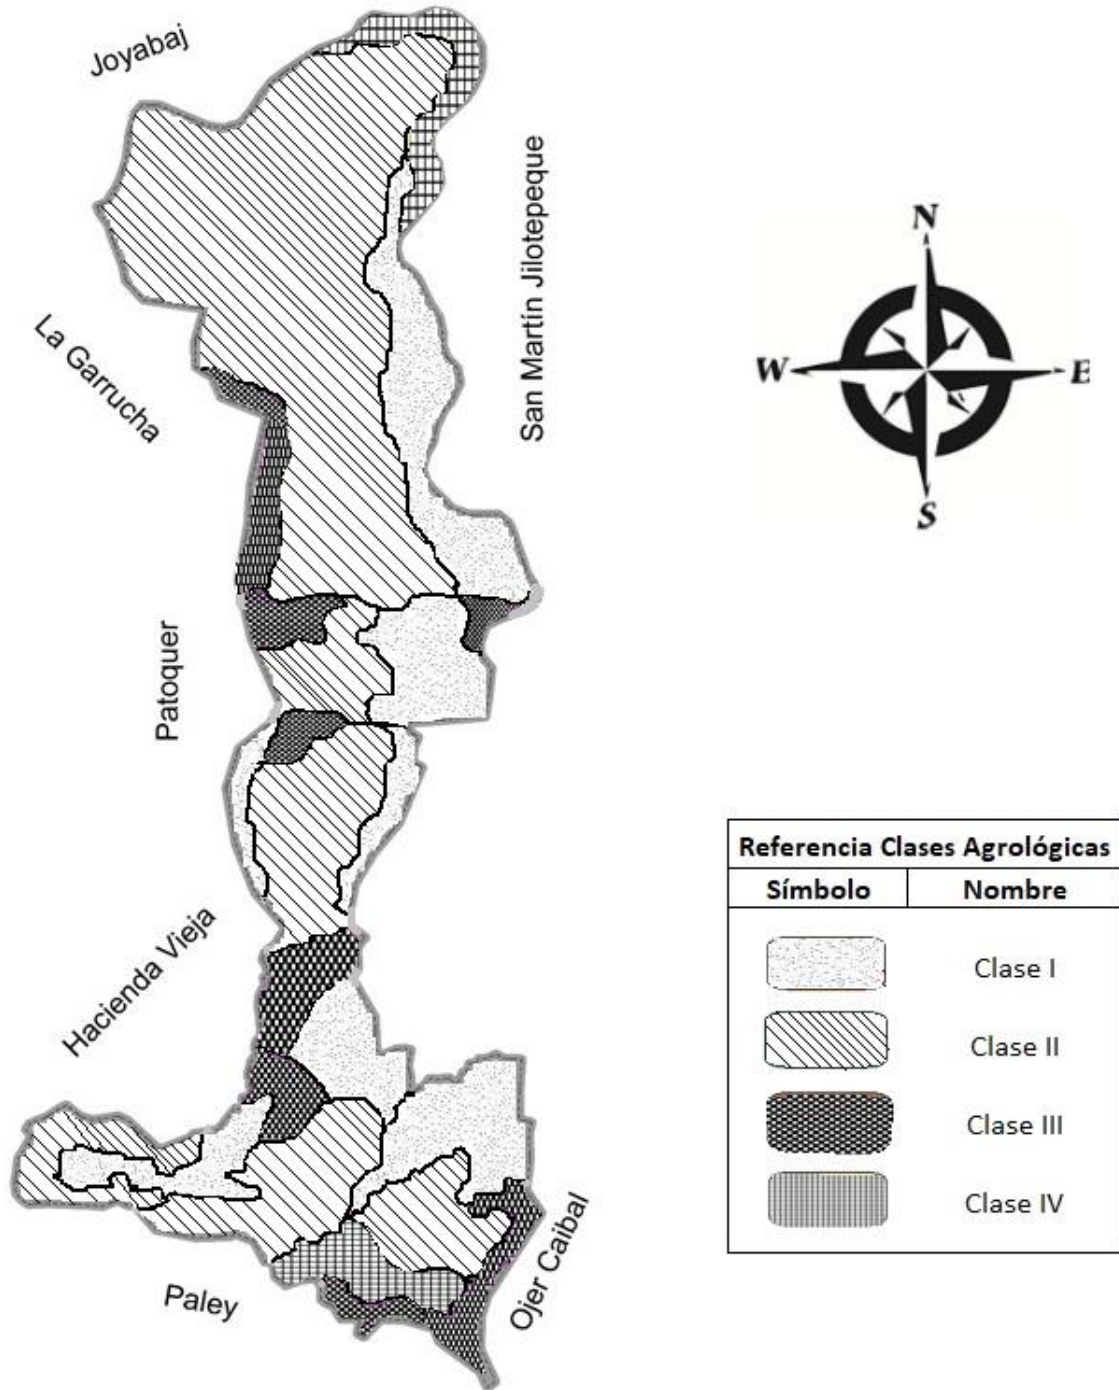 Joyabaj
San Martín Jilotepeque
La Garrucha
Patoquer
Hacienda Vieja
Paley
Ojer Caibal
N
W
E
S
Referencia Clases Agrológicas
Símbolo Nombre
Clase I
Clase II
Clase III
Clase IV